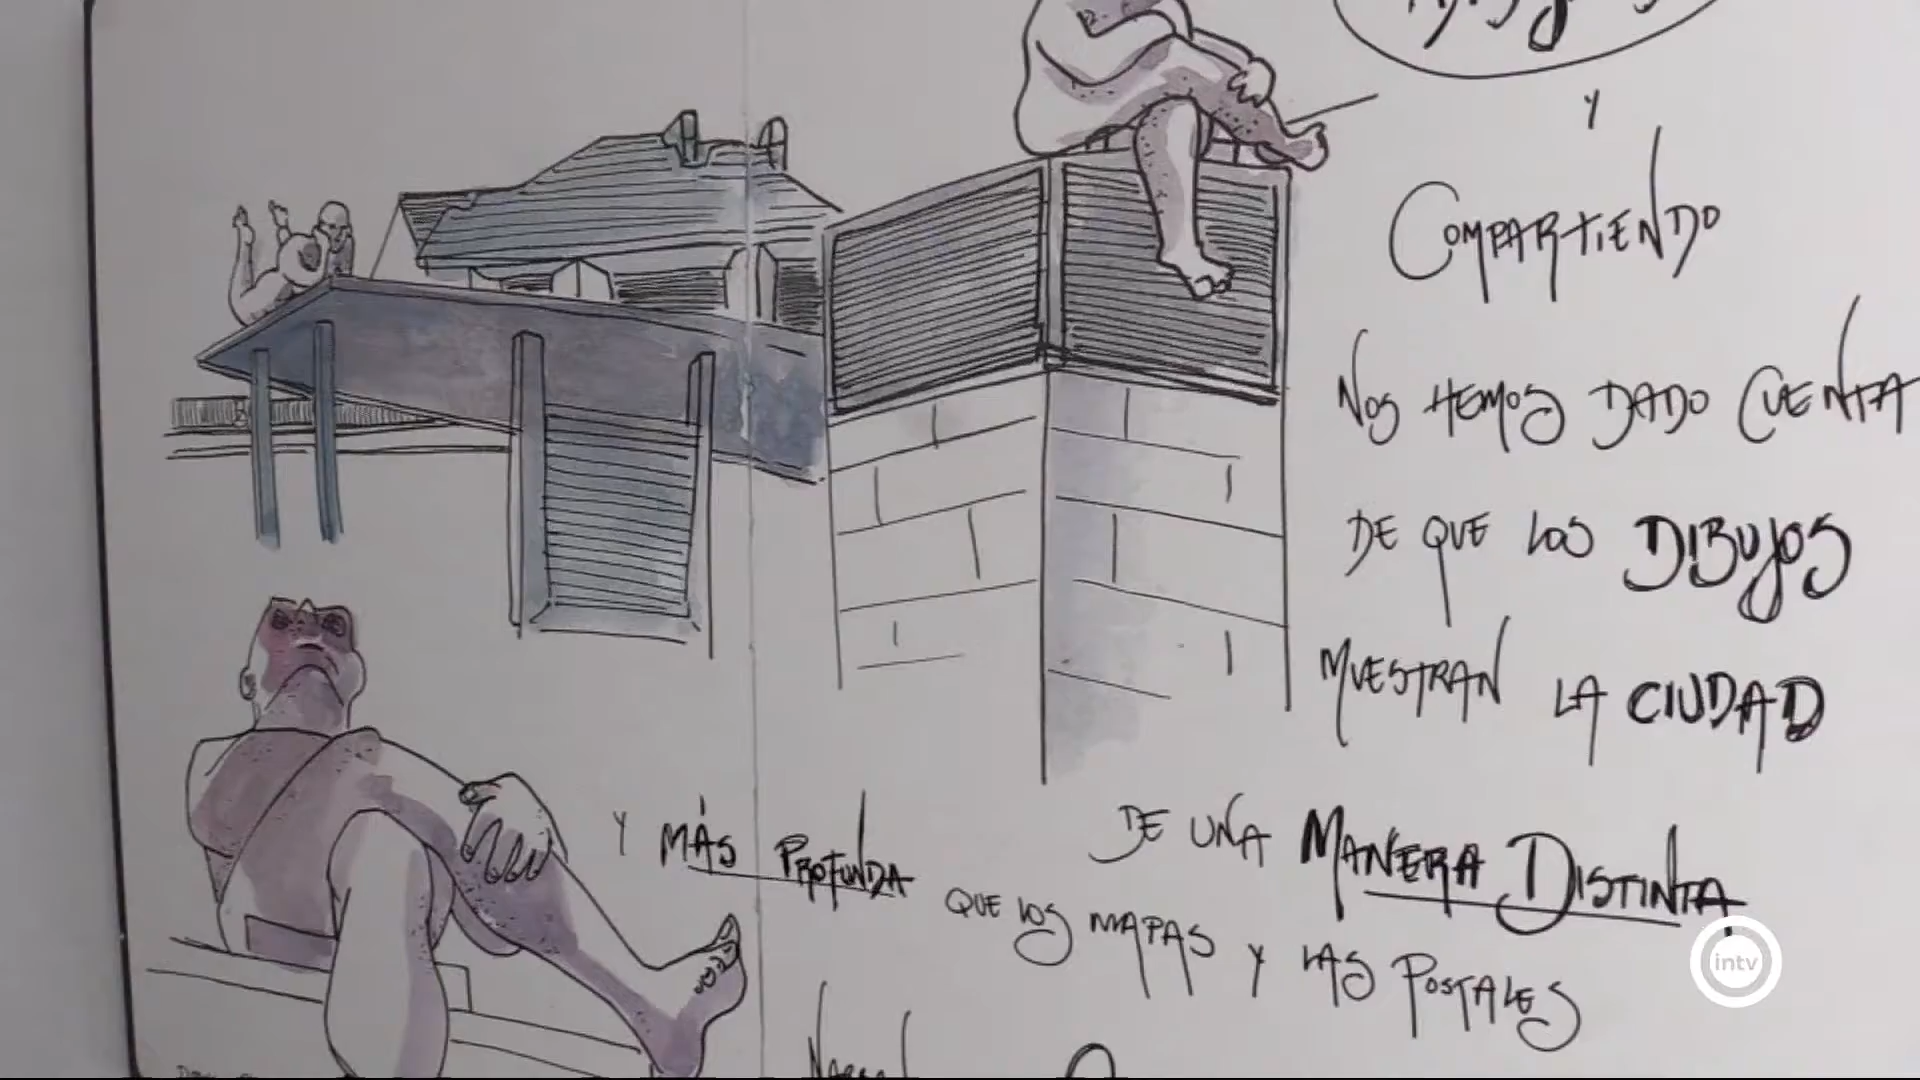 Y
COMPARTIENDO
NOS HEMOS DADO CUENTA
DE QUE LOS DIBUJOS
MUESTRAN LA CIUDAD
DE UNA MANERA DISTINTA
Y MÁS PROFUNDA QUE LOS MAPAS Y LAS POSTALES
intv